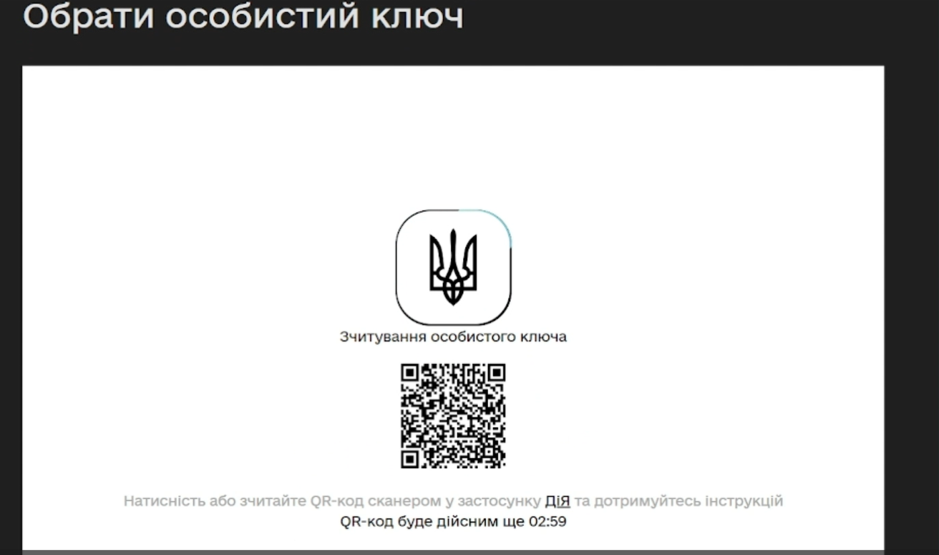 Обрати особистий ключ
Зчитування особистого ключа
Натисність або зчитайте QR-код сканером у застосунку ДіЯ та дотримуйтесь інструкцій
QR-код буде дійсним ще 02:59